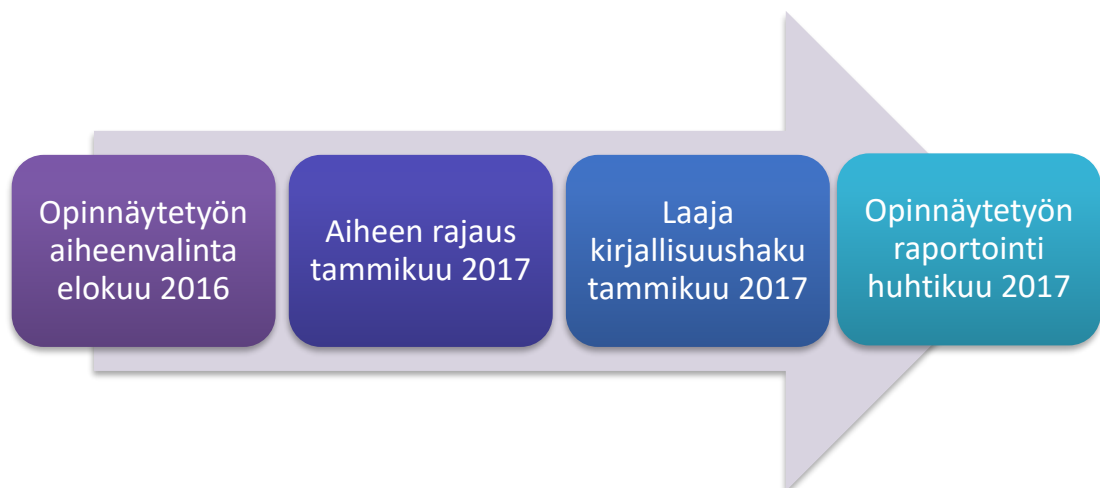 Opinnäytetyön
aiheenvalinta
elokuu 2016
Aiheen rajaus
tammikuu 2017
Laaja
kirjallisuushaku
tammikuu 2017
Opinnäytetyön
raportointi
huhtikuu 2017